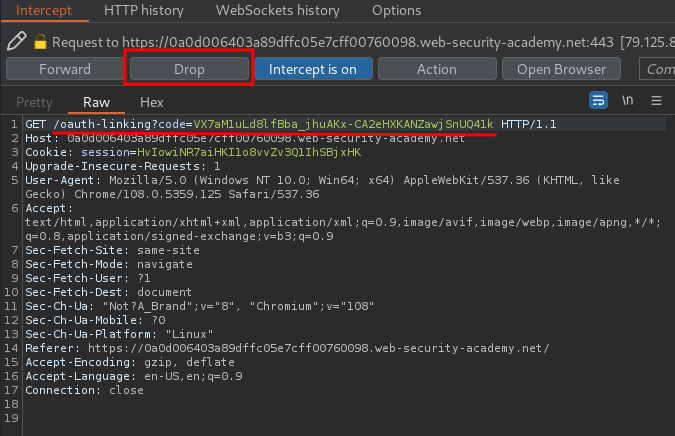 Intercept HTTP history WebSockets history Options
Request to https://0a0d006403a89dffc05e7cff00760098.web-security-academy.net:443 [79.125.8
Forward Drop Intercept is on Action Open Browser Com
Pretty Raw Hex \n
1 GET /oauth-linking?code=VX7aM1uLd8lfBba_jhuAKx-CA2eHXKANZawjSnUQ41k HTTP/1.1
2 Host: 0a0d006403a89dffc05e7cff00760098.web-security-academy.net
3 Cookie: session=HvIowiNR7aiHKI1o8vvZv3Q1IhSBjxHK
4 Upgrade-Insecure-Requests: 1
5 User-Agent: Mozilla/5.0 (Windows NT 10.0; Win64; x64) AppleWebKit/537.36 (KHTML, like
Gecko) Chrome/108.0.5359.125 Safari/537.36
6 Accept:
text/html,application/xhtml+xml,application/xml;q=0.9,image/avif,image/webp,image/apng,*/*;
q=0.8,application/signed-exchange;v=b3;q=0.9
7 Sec-Fetch-Site: same-site
8 Sec-Fetch-Mode: navigate
9 Sec-Fetch-User: ?1
10 Sec-Fetch-Dest: document
11 Sec-Ch-Ua: "Not?A_Brand";v="8", "Chromium";v="108"
12 Sec-Ch-Ua-Mobile: ?0
13 Sec-Ch-Ua-Platform: "Linux"
14 Referer: https://0a0d006403a89dffc05e7cff00760098.web-security-academy.net/
15 Accept-Encoding: gzip, deflate
16 Accept-Language: en-US,en;q=0.9
17 Connection: close
18
19